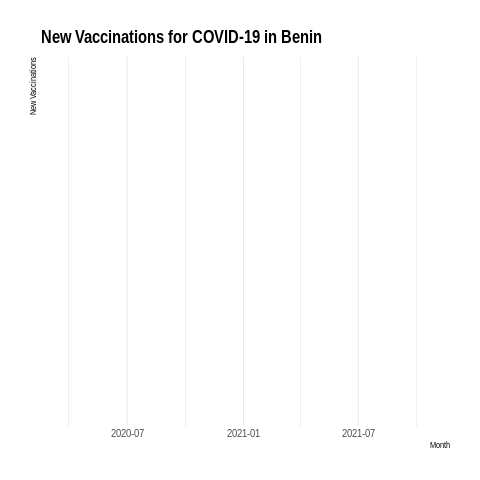 New Vaccinations for COVID-19 in Benin
New Vaccinations
2020-07
2021-01
2021-07
Month